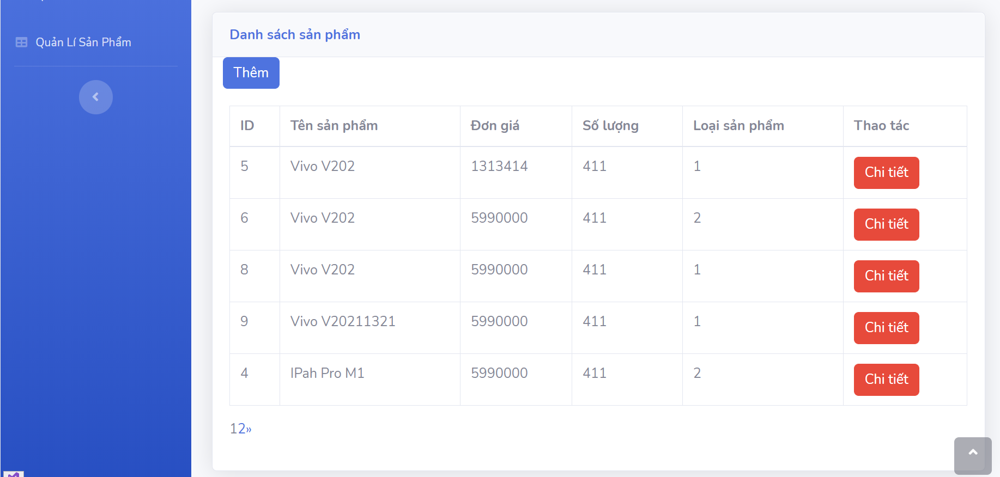 Quản Lí Sản Phẩm
Danh sách sản phẩm
Thêm
ID Tên sản phẩm Đơn giá Số lượng Loại sản phẩm Thao tác
5 Vivo V202 1313414 411 1 Chi tiết
6 Vivo V202 5990000 411 2 Chi tiết
8 Vivo V202 5990000 411 1 Chi tiết
9 Vivo V20211321 5990000 411 1 Chi tiết
4 IPah Pro M1 5990000 411 2 Chi tiết
12»